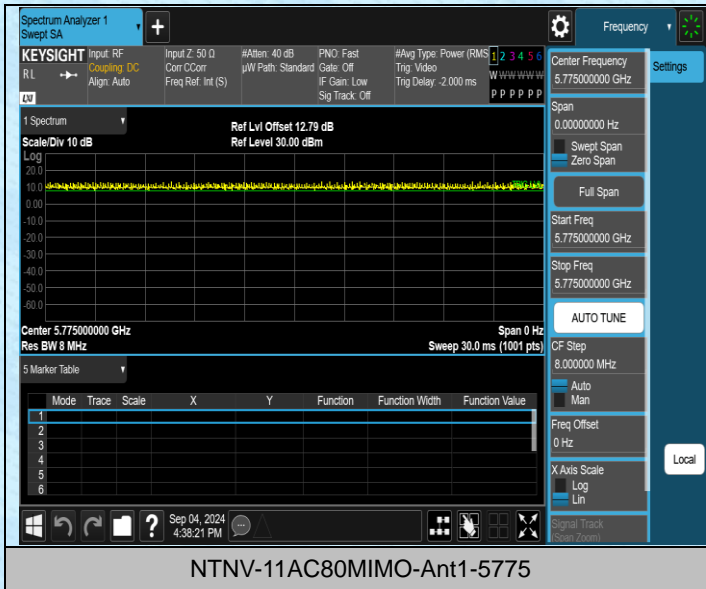 Spectrum Analyzer 1
Swept SA
+
Frequency
KEYSIGHT
RL
LXI
Input: RF
Coupling: DC
Align: Auto
Input Z: 50 Ω
Corr CCorr
Freq Ref: Int (S)
#Atten: 40 dB
µW Path: Standard
PNO: Fast
Gate: Off
IF Gain: Low
Sig Track: Off
#Avg Type: Power (RMS
Trig: Video
Trig Delay: -2.000 ms
1 2 3 4 5 6
W W W W W W
P P P P P P
1 Spectrum
Scale/Div 10 dB
Ref Lvl Offset 12.79 dB
Ref Level 30.00 dBm
Log
20.0
10.0
0.00
-10.0
-20.0
-30.0
-40.0
-50.0
-60.0
Center 5.775000000 GHz
Span 0 Hz
Res BW 8 MHz
Sweep 30.0 ms (1001 pts)
5 Marker Table
Mode Trace Scale X Y Function Function Width Function Value
1
2
3
4
5
6
Sep 04, 2024
4:38:21 PM
Center Frequency
5.775000000 GHz
Span
0.00000000 Hz
Swept Span
Zero Span
Full Span
Start Freq
5.775000000 GHz
Stop Freq
5.775000000 GHz
AUTO TUNE
CF Step
8.000000 MHz
Auto
Man
Freq Offset
0 Hz
X Axis Scale
Log
Lin
Signal Track
(Span Zoom)
Settings
Local
NTNV-11AC80MIMO-Ant1-5775